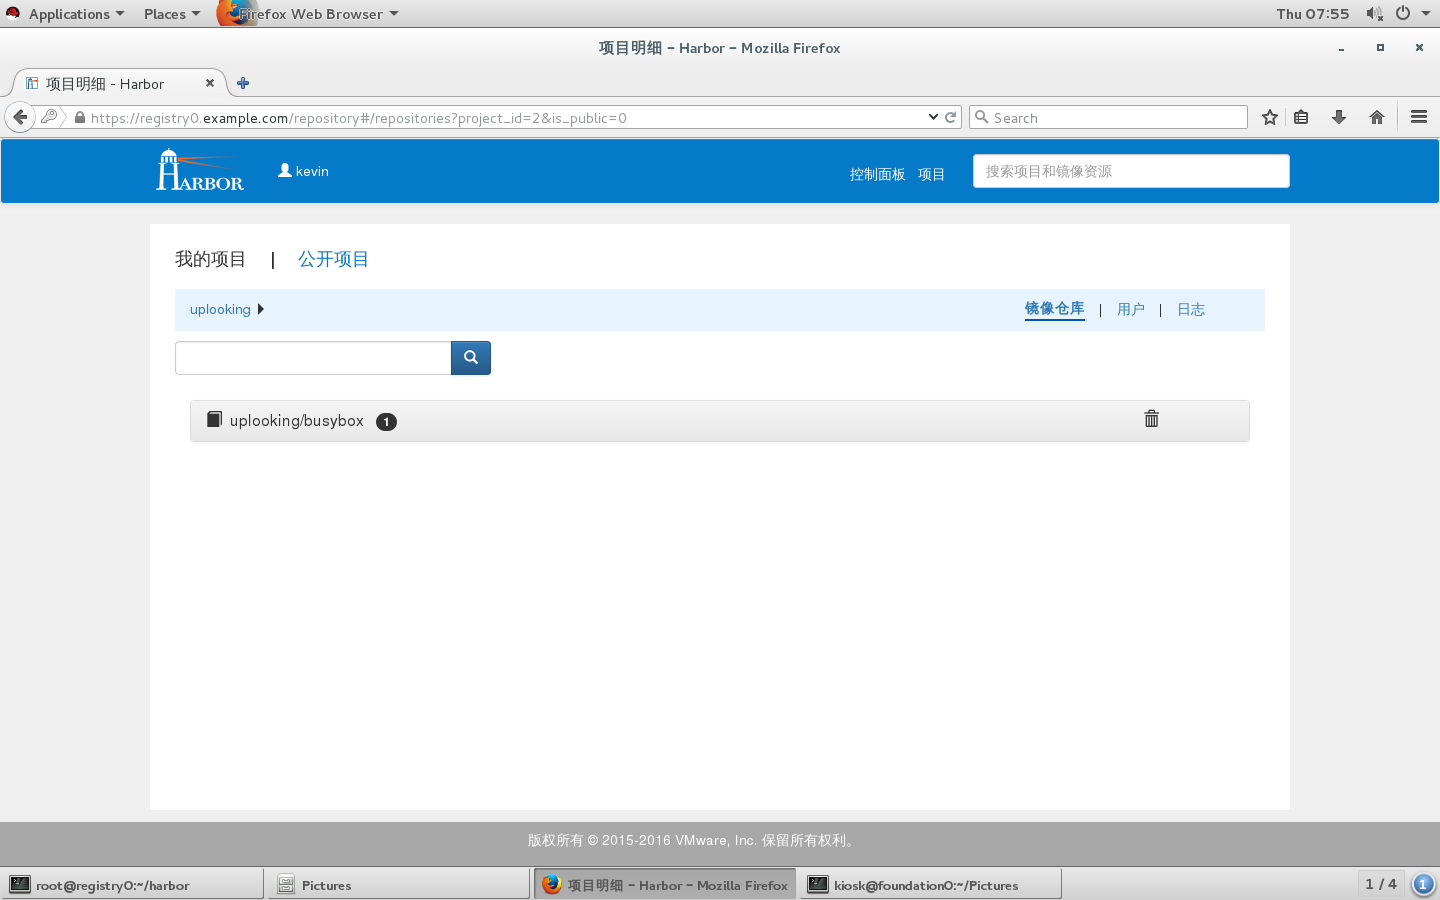 Applications Places Firefox Web Browser Thu 07:55
项目明细 – Harbor – Mozilla Firefox
项目明细 - Harbor
https://registry0.example.com/repository#/repositories?project_id=2&is_public=0 Search
HARBOR kevin 控制面板 项目 搜索项目和镜像资源
我的项目 | 公开项目
uplooking 镜像仓库 | 用户 | 日志
uplooking/busybox 1
版权所有 © 2015-2016 VMware, Inc. 保留所有权利。
root@registry0:~/harbor Pictures 项目明细 – Harbor – Mozilla Firefox kiosk@foundation0:~/Pictures 1 / 4 1